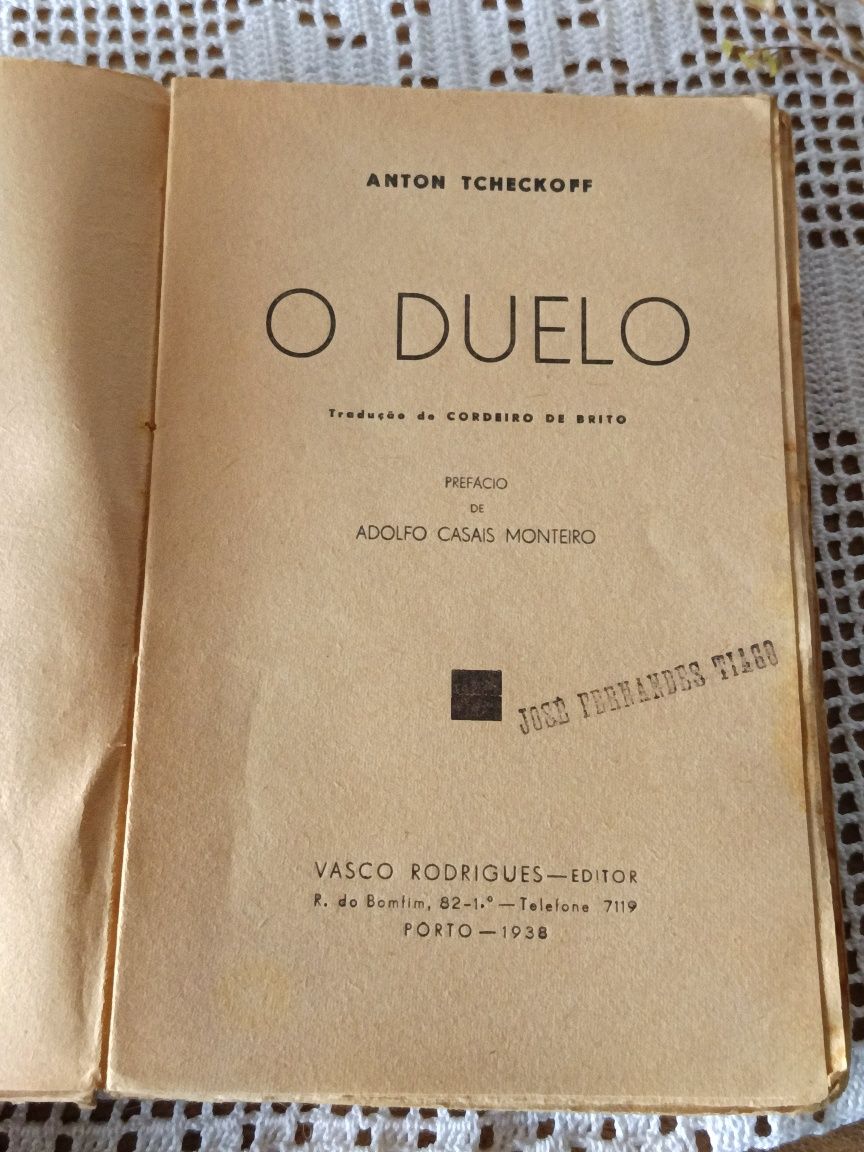 ANTON TCHECKOFF
O DUELO
Tradução de CORDEIRO DE BRITO
PREFÁCIO
DE
ADOLFO CASAIS MONTEIRO
JOSÉ FERNANDES TIAGO
VASCO RODRIGUES—EDITOR
R. do Bomfim, 82-1.º — Telefone 7119
PÔRTO — 1938